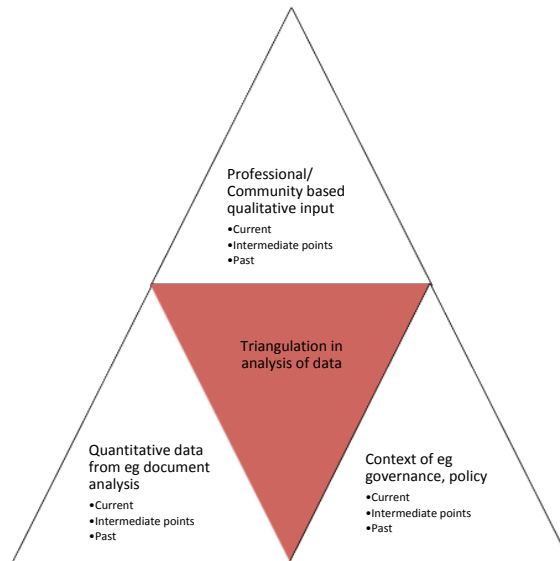 Professional/
Community based
qualitative input
•Current
•Intermediate points
•Past
Triangulation in
analysis of data
Quantitative data
from eg document
analysis
•Current
•Intermediate points
•Past
Context of eg
governance, policy
•Current
•Intermediate points
•Past